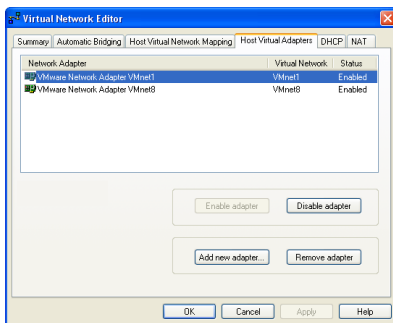 Virtual Network Editor
Summary Automatic Bridging Host Virtual Network Mapping Host Virtual Adapters DHCP NAT
Network Adapter Virtual Network Status
VMware Network Adapter VMnet1 VMnet1 Enabled
VMware Network Adapter VMnet8 VMnet8 Enabled
Enable adapter Disable adapter
Add new adapter... Remove adapter
OK Cancel Apply Help